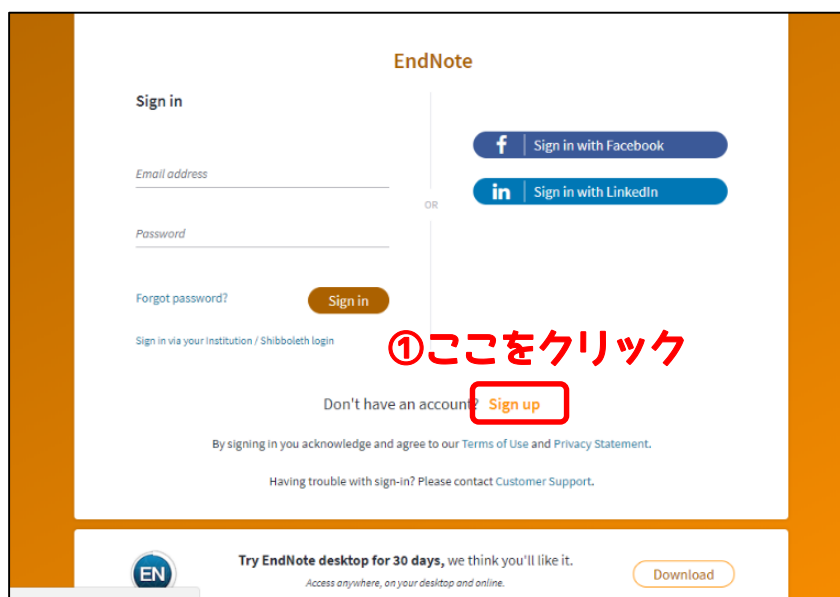 EndNote
Sign in
Email address
Password
Forgot password?
Sign in
Sign in via your Institution / Shibboleth login
OR
f Sign in with Facebook
in Sign in with LinkedIn
①ここをクリック
Don't have an account? Sign up
By signing in you acknowledge and agree to our Terms of Use and Privacy Statement.
Having trouble with sign-in? Please contact Customer Support.
EN
Try EndNote desktop for 30 days, we think you'll like it.
Access anywhere, on your desktop and online.
Download